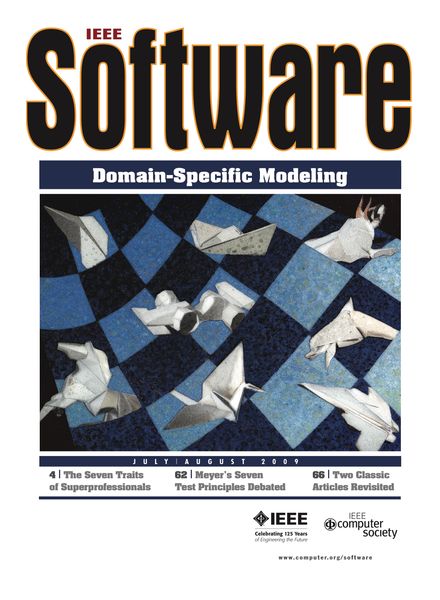 IEEE
Software
Domain-Specific Modeling
JULY | AUGUST 2009
4 | The Seven Traits
of Superprofessionals
62 | Meyer's Seven
Test Principles Debated
66 | Two Classic
Articles Revisited
IEEE
Celebrating 125 Years
of Engineering the Future
IEEE
computer
society
www.computer.org/software